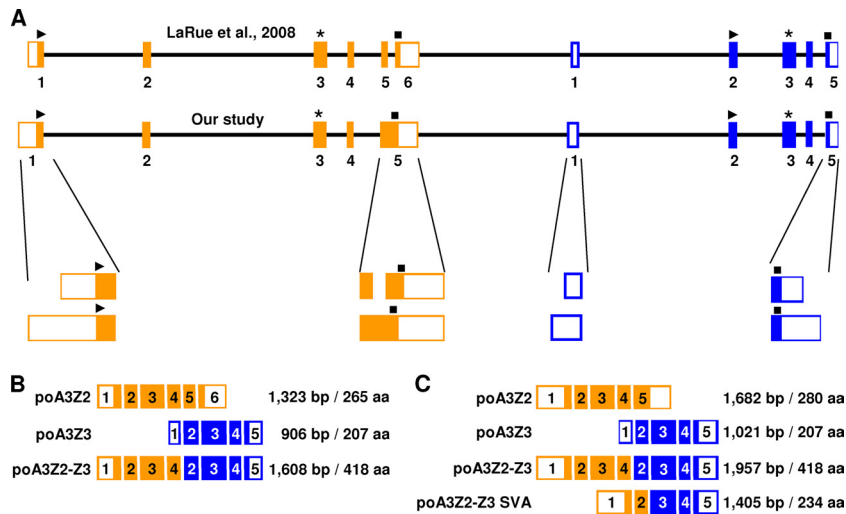 A
LaRue et al., 2008
* *
1 2 3 4 5 6 1 2 3 4 5
Our study
* *
1 2 3 4 5 1 2 3 4 5
B
poA3Z2 1 2 3 4 5 6 1,323 bp / 265 aa
poA3Z3 1 2 3 4 5 906 bp / 207 aa
poA3Z2-Z3 1 2 3 4 2 3 4 5 1,608 bp / 418 aa
C
poA3Z2 1 2 3 4 5 1,682 bp / 280 aa
poA3Z3 1 2 3 4 5 1,021 bp / 207 aa
poA3Z2-Z3 1 2 3 4 2 3 4 5 1,957 bp / 418 aa
poA3Z2-Z3 SVA 1 2 3 4 5 1,405 bp / 234 aa